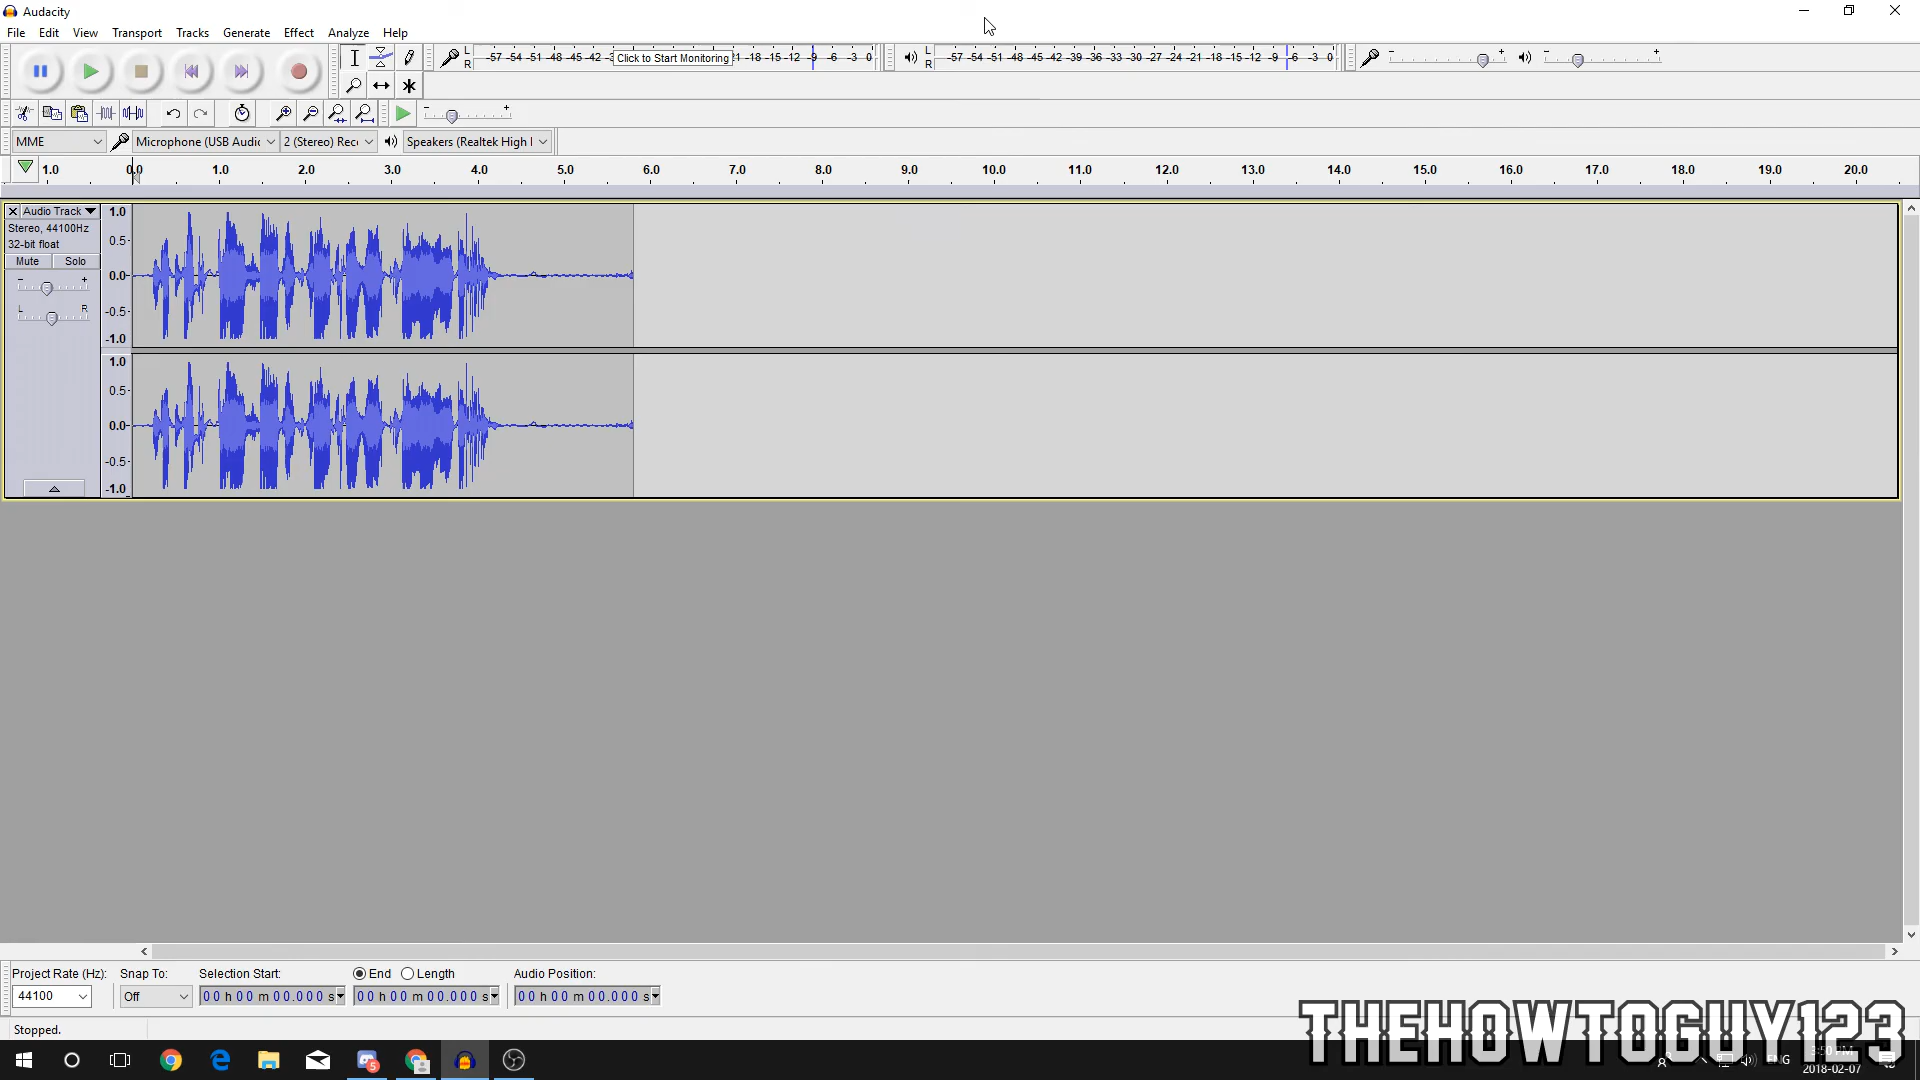 Audacity
File Edit View Transport Tracks Generate Effect Analyze Help
L
R
-57 -54 -51 -48 -45 -42 -3 Click to Start Monitoring 21 -18 -15 -12 -9 -6 -3 0
L
R
-57 -54 -51 -48 -45 -42 -39 -36 -33 -30 -27 -24 -21 -18 -15 -12 -9 -6 -3 0
- +
- +
- +
MME
Microphone (USB Audic
2 (Stereo) Recc
Speakers (Realtek High I
1.0 0.0 1.0 2.0 3.0 4.0 5.0 6.0 7.0 8.0 9.0 10.0 11.0 12.0 13.0 14.0 15.0 16.0 17.0 18.0 19.0 20.0
Audio Track
Stereo, 44100Hz
32-bit float
Mute Solo
- +
L R
1.0
0.5-
0.0-
-0.5-
-1.0
1.0
0.5-
0.0-
-0.5-
-1.0
Project Rate (Hz): Snap To: Selection Start: End Length Audio Position:
44100 Off 00 h 00 m 00.000 s 00 h 00 m 00.000 s 00 h 00 m 00.000 s
Stopped.
THEHOWTOGUY123
5
ENG
3:50 PM
2018-02-07